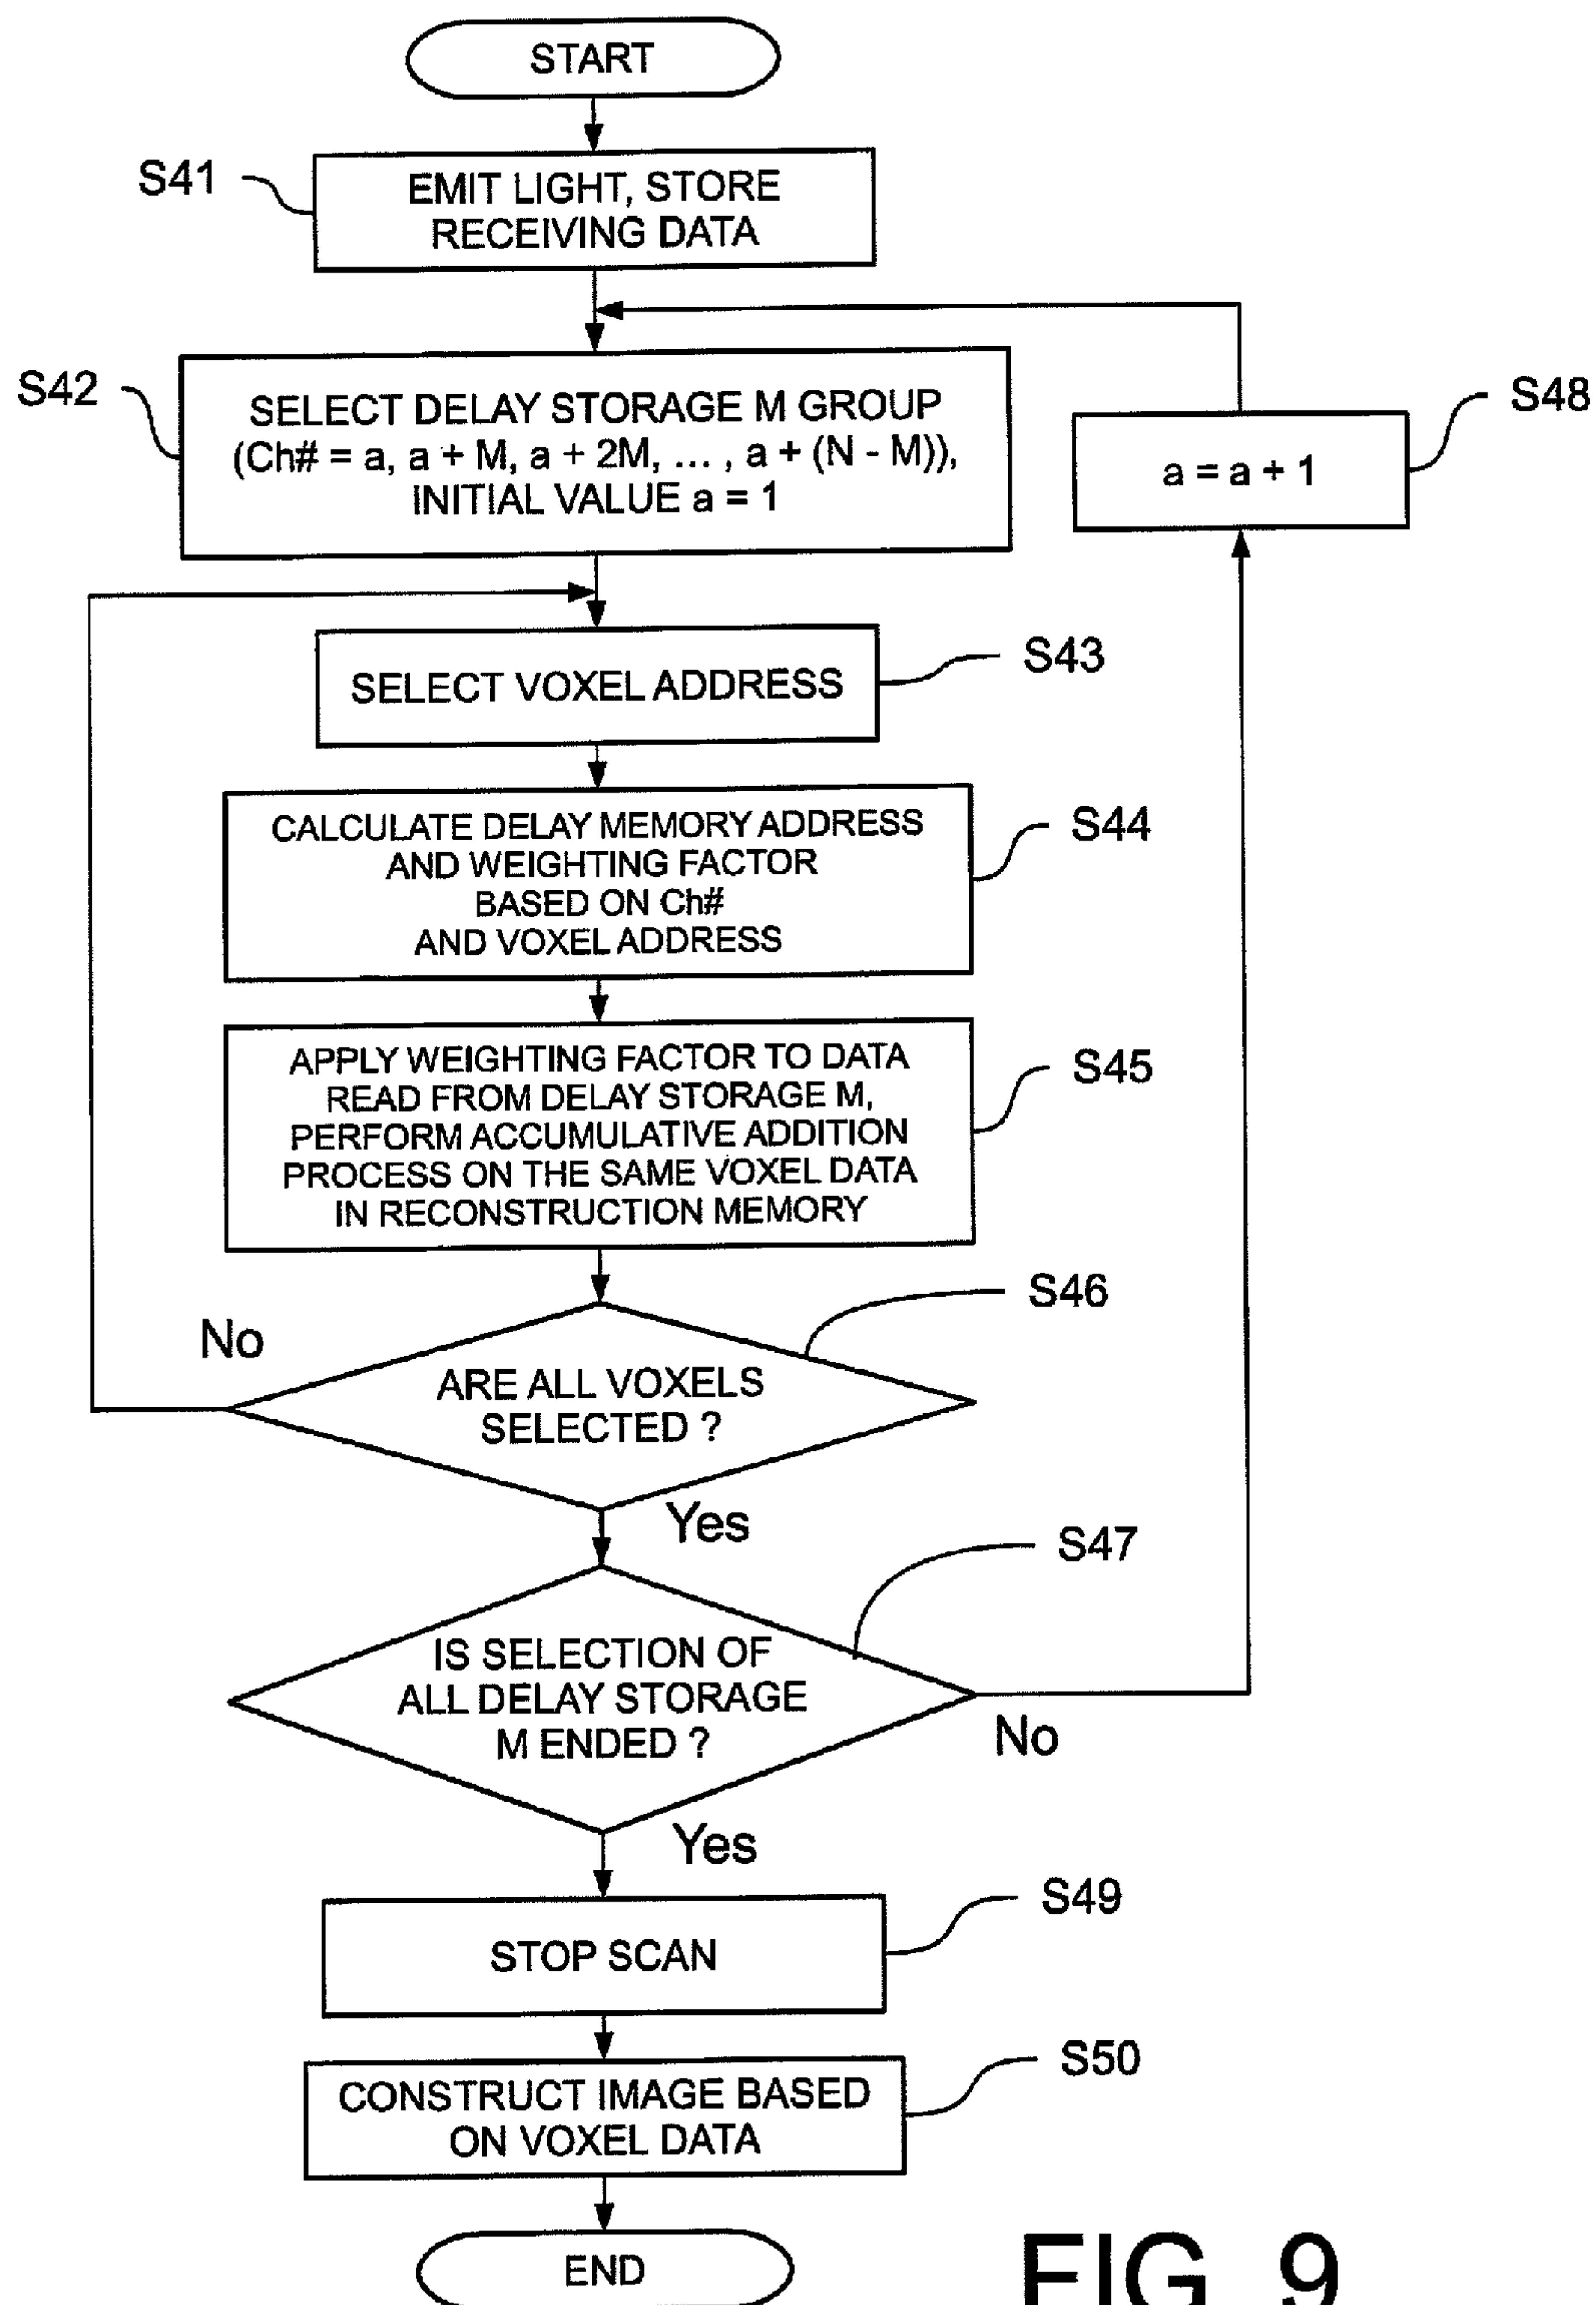 START
S41
EMIT LIGHT, STORE
RECEIVING DATA
S42
SELECT DELAY STORAGE M GROUP
(Ch# = a, a + M, a + 2M, ... , a + (N - M)),
INITIAL VALUE a = 1
S48
a = a + 1
SELECT VOXEL ADDRESS
S43
CALCULATE DELAY MEMORY ADDRESS
AND WEIGHTING FACTOR
BASED ON Ch#
AND VOXEL ADDRESS
S44
APPLY WEIGHTING FACTOR TO DATA
READ FROM DELAY STORAGE M,
PERFORM ACCUMULATIVE ADDITION
PROCESS ON THE SAME VOXEL DATA
IN RECONSTRUCTION MEMORY
S45
S46
No
ARE ALL VOXELS
SELECTED ?
Yes
S47
IS SELECTION OF
ALL DELAY STORAGE
M ENDED ?
No
Yes
S49
STOP SCAN
S50
CONSTRUCT IMAGE BASED
ON VOXEL DATA
END
FIG. 9